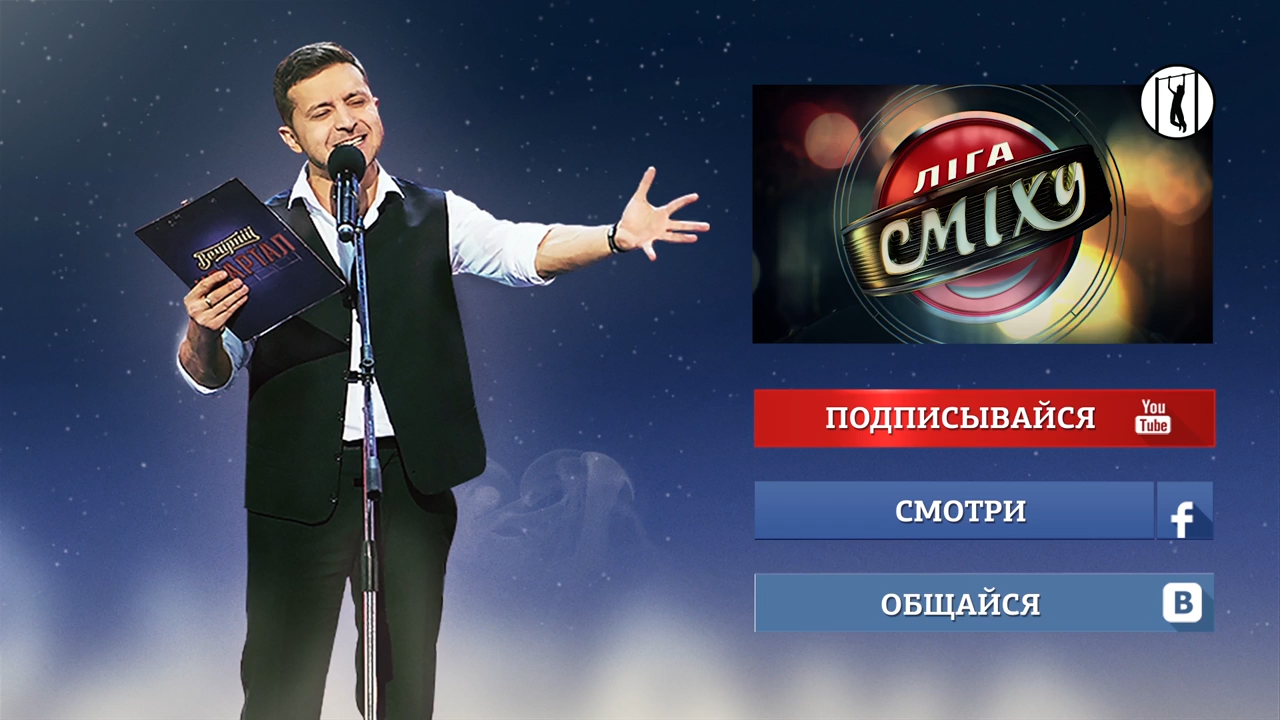 Вечірній
КВАРТАЛ
ЛІГА
СМІХУ
ПОДПИСЫВАЙСЯ
You
Tube
СМОТРИ
f
ОБЩАЙСЯ
B